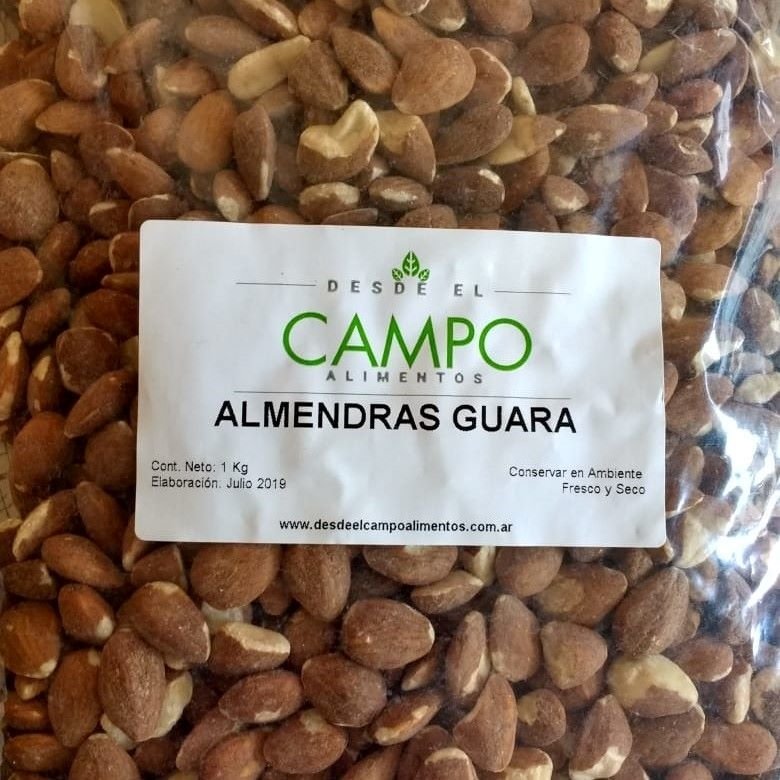 DESDE EL
CAMPO
ALIMENTOS
ALMENDRAS GUARA
Cont. Neto: 1 Kg
Elaboración: Julio 2019
Conservar en Ambiente
Fresco y Seco
www.desdeelcampoalimentos.com.ar